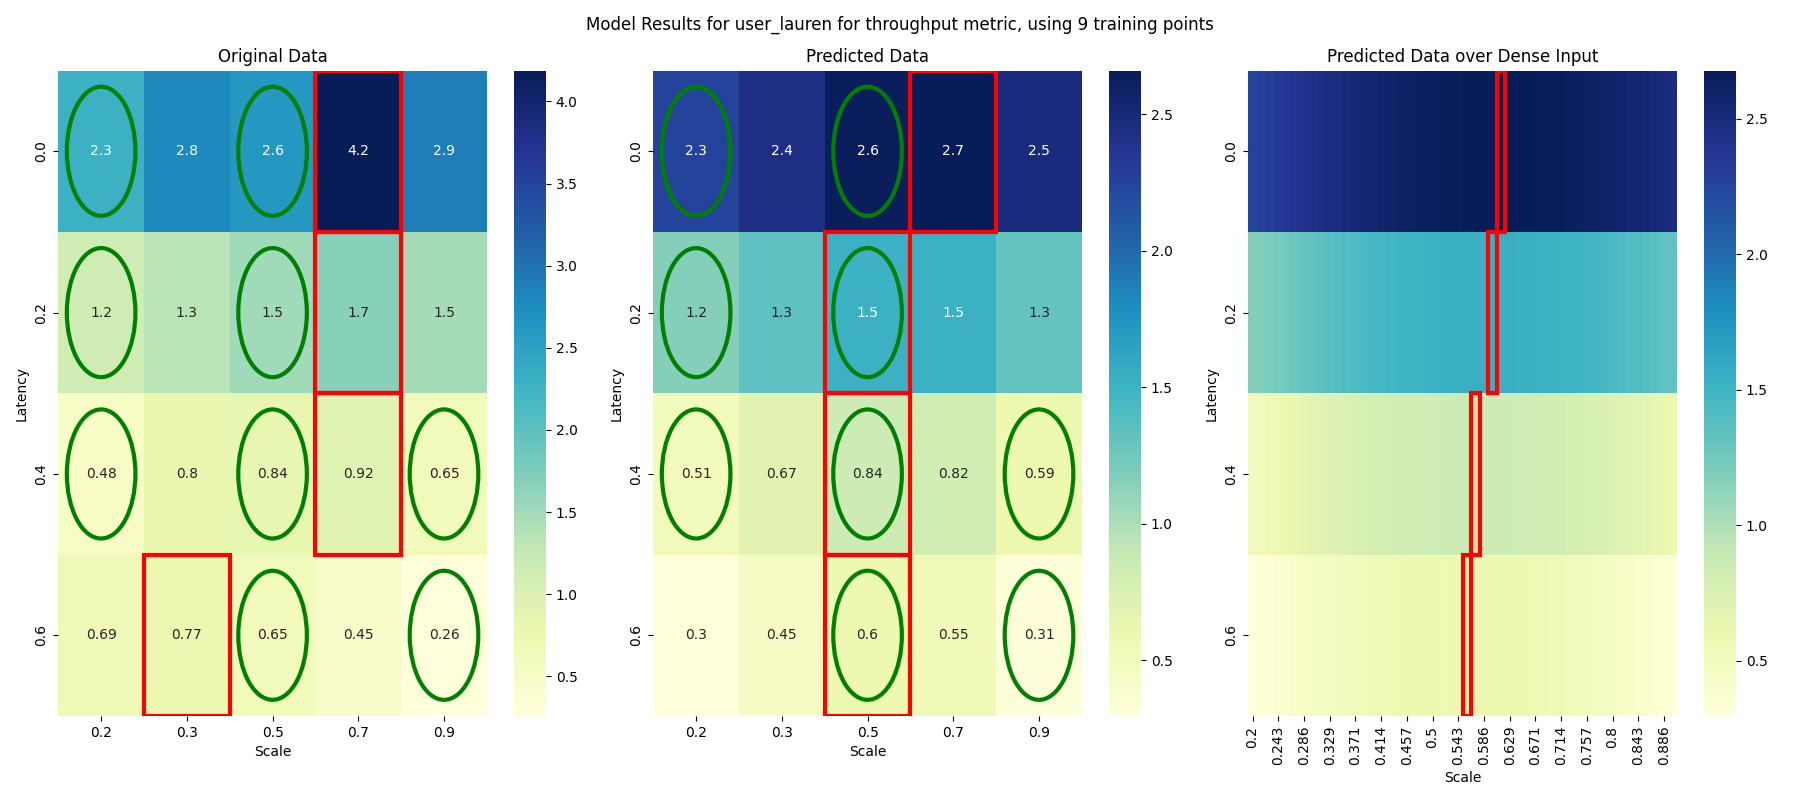 Model Results for user_lauren for throughput metric, using 9 training points
Original Data
2.3 2.8 2.6 4.2 2.9
1.2 1.3 1.5 1.7 1.5
0.48 0.8 0.84 0.92 0.65
0.69 0.77 0.65 0.45 0.26
0.0
0.2
0.4
0.6
Latency
0.2 0.3 0.5 0.7 0.9
Scale
4.0
3.5
3.0
2.5
2.0
1.5
1.0
0.5
Predicted Data
2.3 2.4 2.6 2.7 2.5
1.2 1.3 1.5 1.5 1.3
0.51 0.67 0.84 0.82 0.59
0.3 0.45 0.6 0.55 0.31
0.0
0.2
0.4
0.6
Latency
0.2 0.3 0.5 0.7 0.9
Scale
2.5
2.0
1.5
1.0
0.5
Predicted Data over Dense Input
0.0
0.2
0.4
0.6
Latency
0.2 0.243 0.286 0.329 0.371 0.414 0.457 0.5 0.543 0.586 0.629 0.671 0.714 0.757 0.8 0.843 0.886
Scale
2.5
2.0
1.5
1.0
0.5